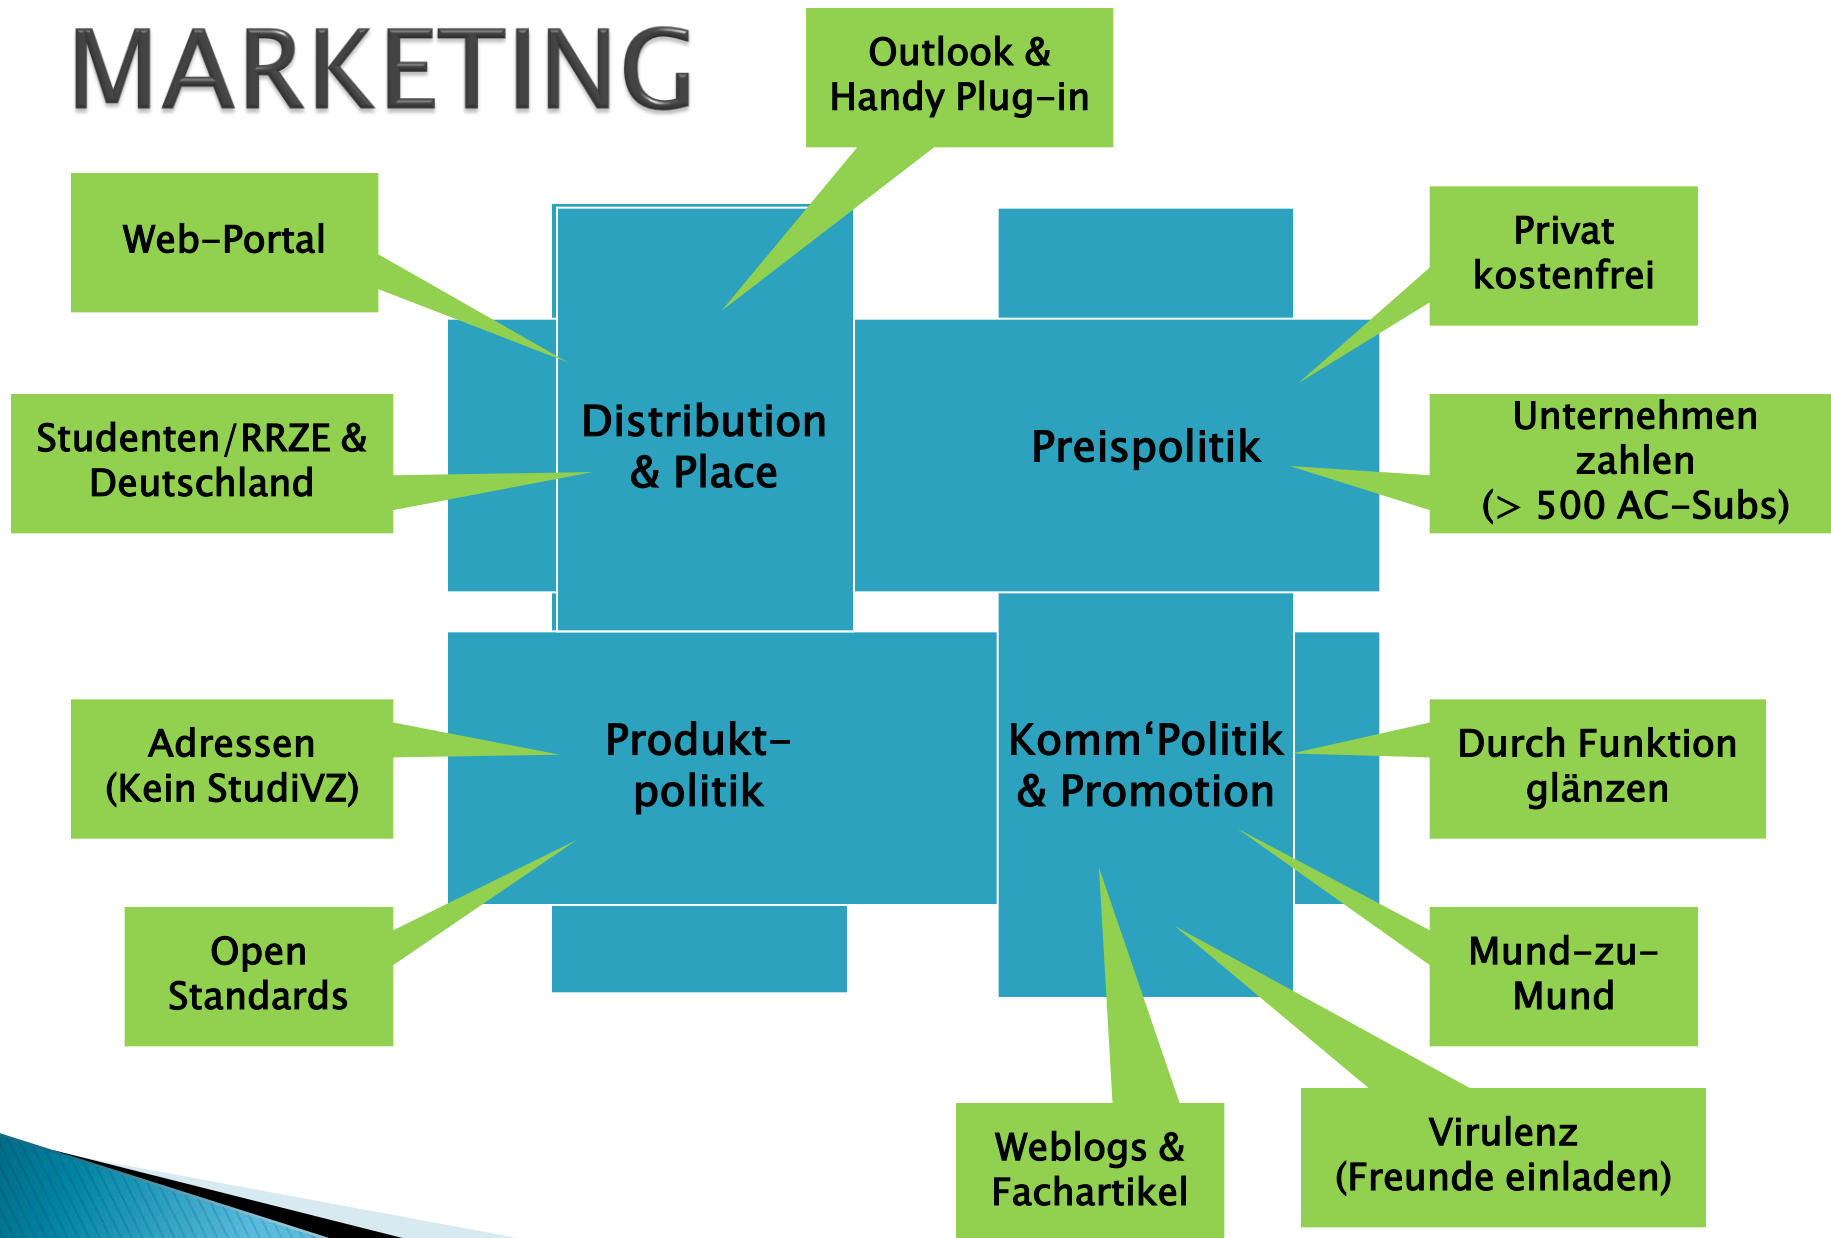 MARKETING
Outlook &
Handy Plug-in
Web-Portal
Privat
kostenfrei
Studenten/RRZE &
Deutschland
Distribution
& Place
Preispolitik
Unternehmen
zahlen
(> 500 AC-Subs)
Adressen
(Kein StudiVZ)
Produkt-
politik
Komm‘Politik
& Promotion
Durch Funktion
glänzen
Open
Standards
Mund-zu-
Mund
Weblogs &
Fachartikel
Virulenz
(Freunde einladen)